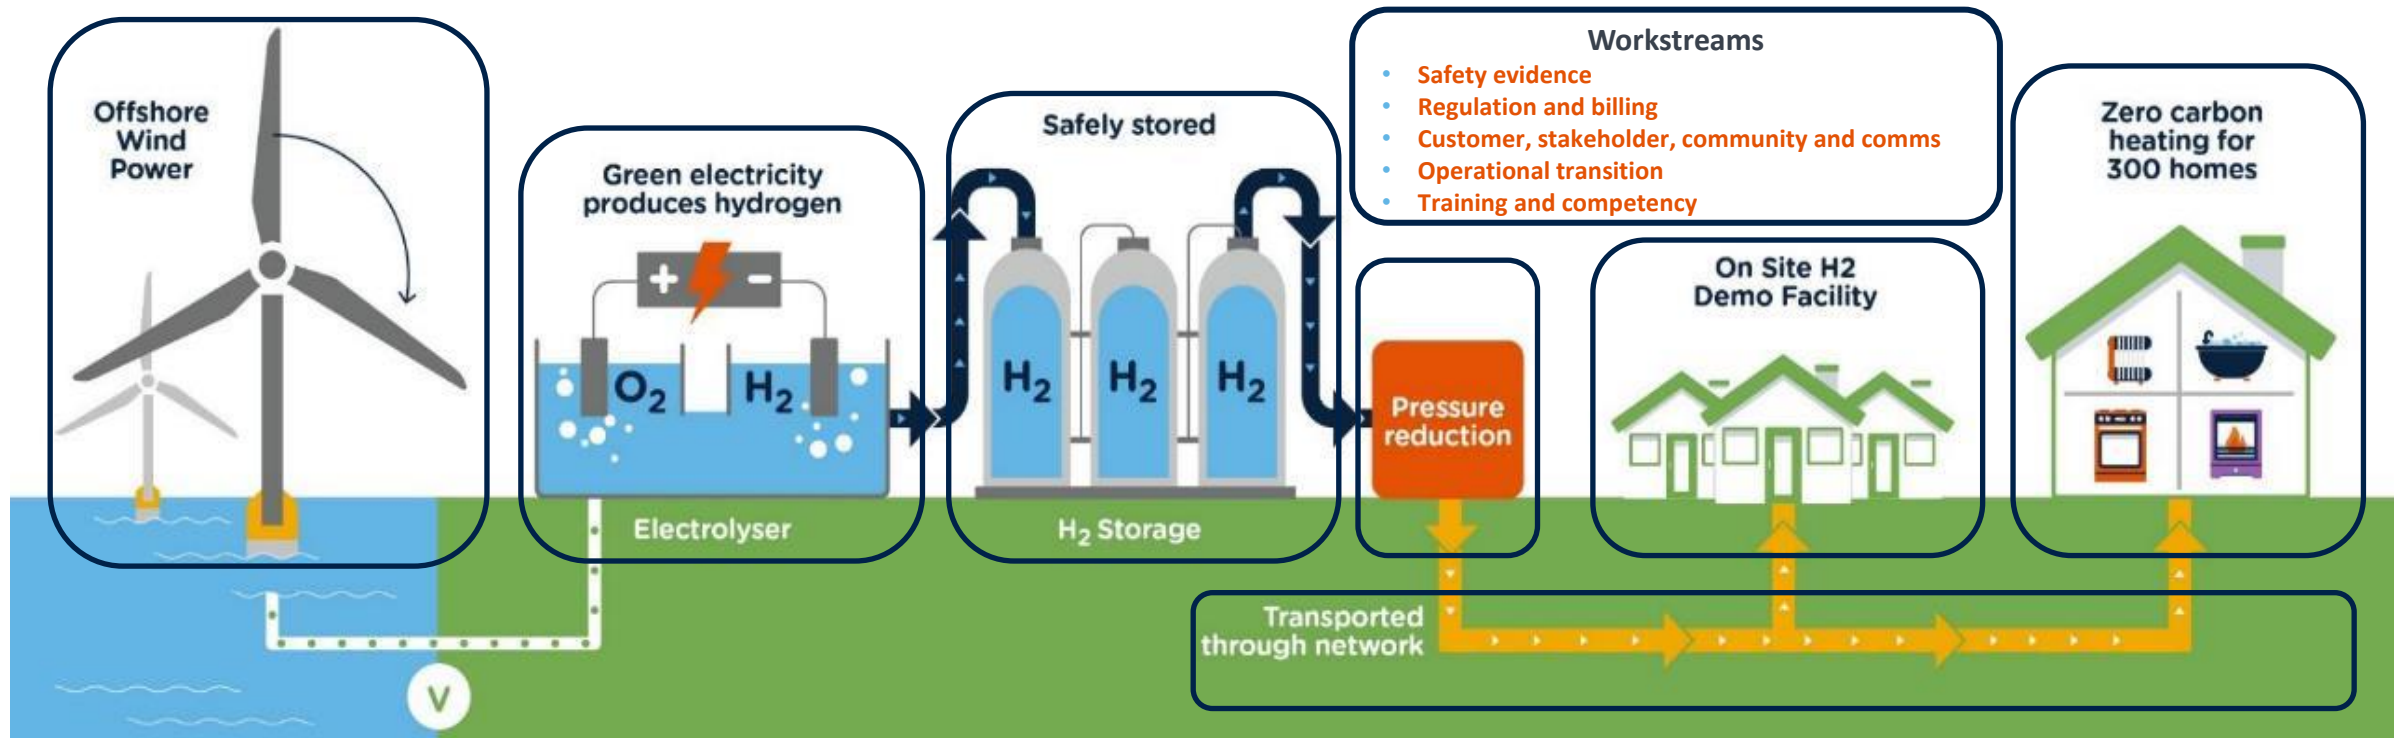 Offshore
Wind
Power
Green electricity
produces hydrogen
+ -
O2 H2
Electrolyser
Safely stored
H2 H2 H2
H2 Storage
Workstreams
• Safety evidence
• Regulation and billing
• Customer, stakeholder, community and comms
• Operational transition
• Training and competency
Pressure
reduction
On Site H2
Demo Facility
Zero carbon
heating for
300 homes
Transported
through network
V